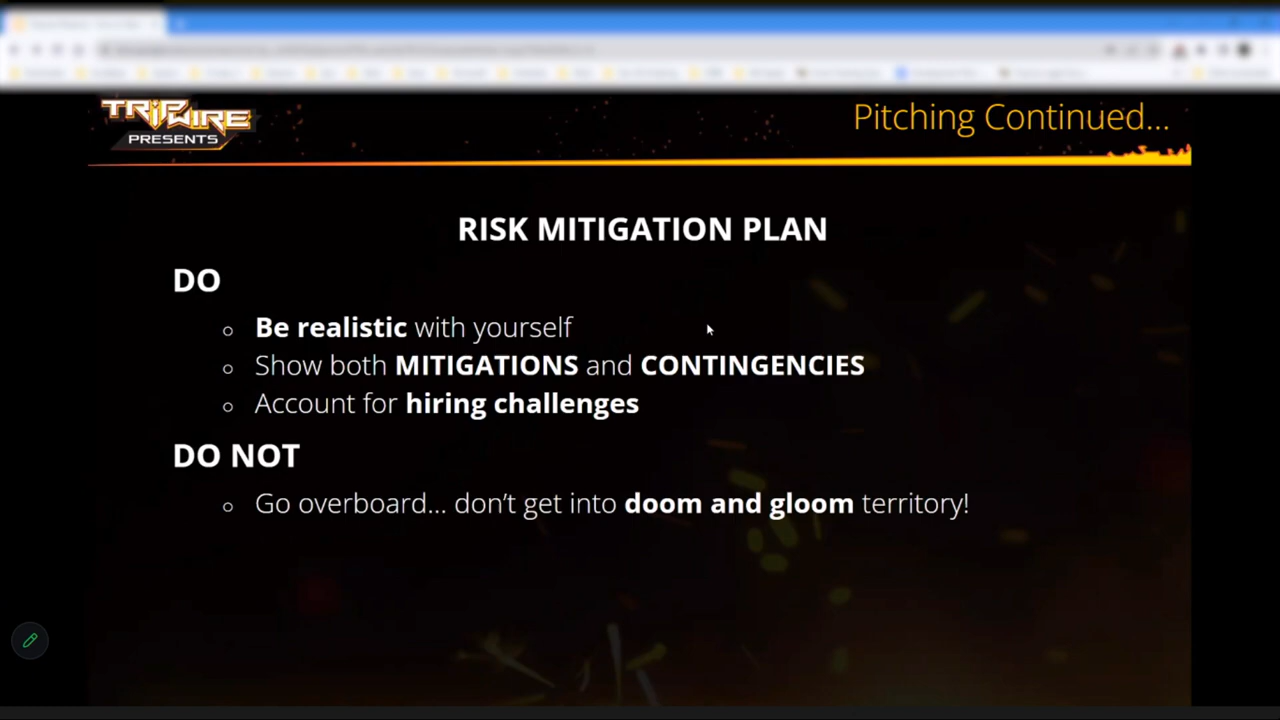 TRIPWIRE
PRESENTS
Pitching Continued...
RISK MITIGATION PLAN
DO
Be realistic with yourself
Show both MITIGATIONS and CONTINGENCIES
Account for hiring challenges
DO NOT
Go overboard... don't get into doom and gloom territory!